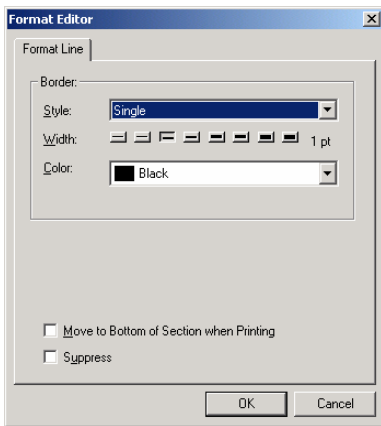 Format Editor
Format Line
Border:
Style: Single
Width: 1 pt
Color: Black
Move to Bottom of Section when Printing
Suppress
OK Cancel